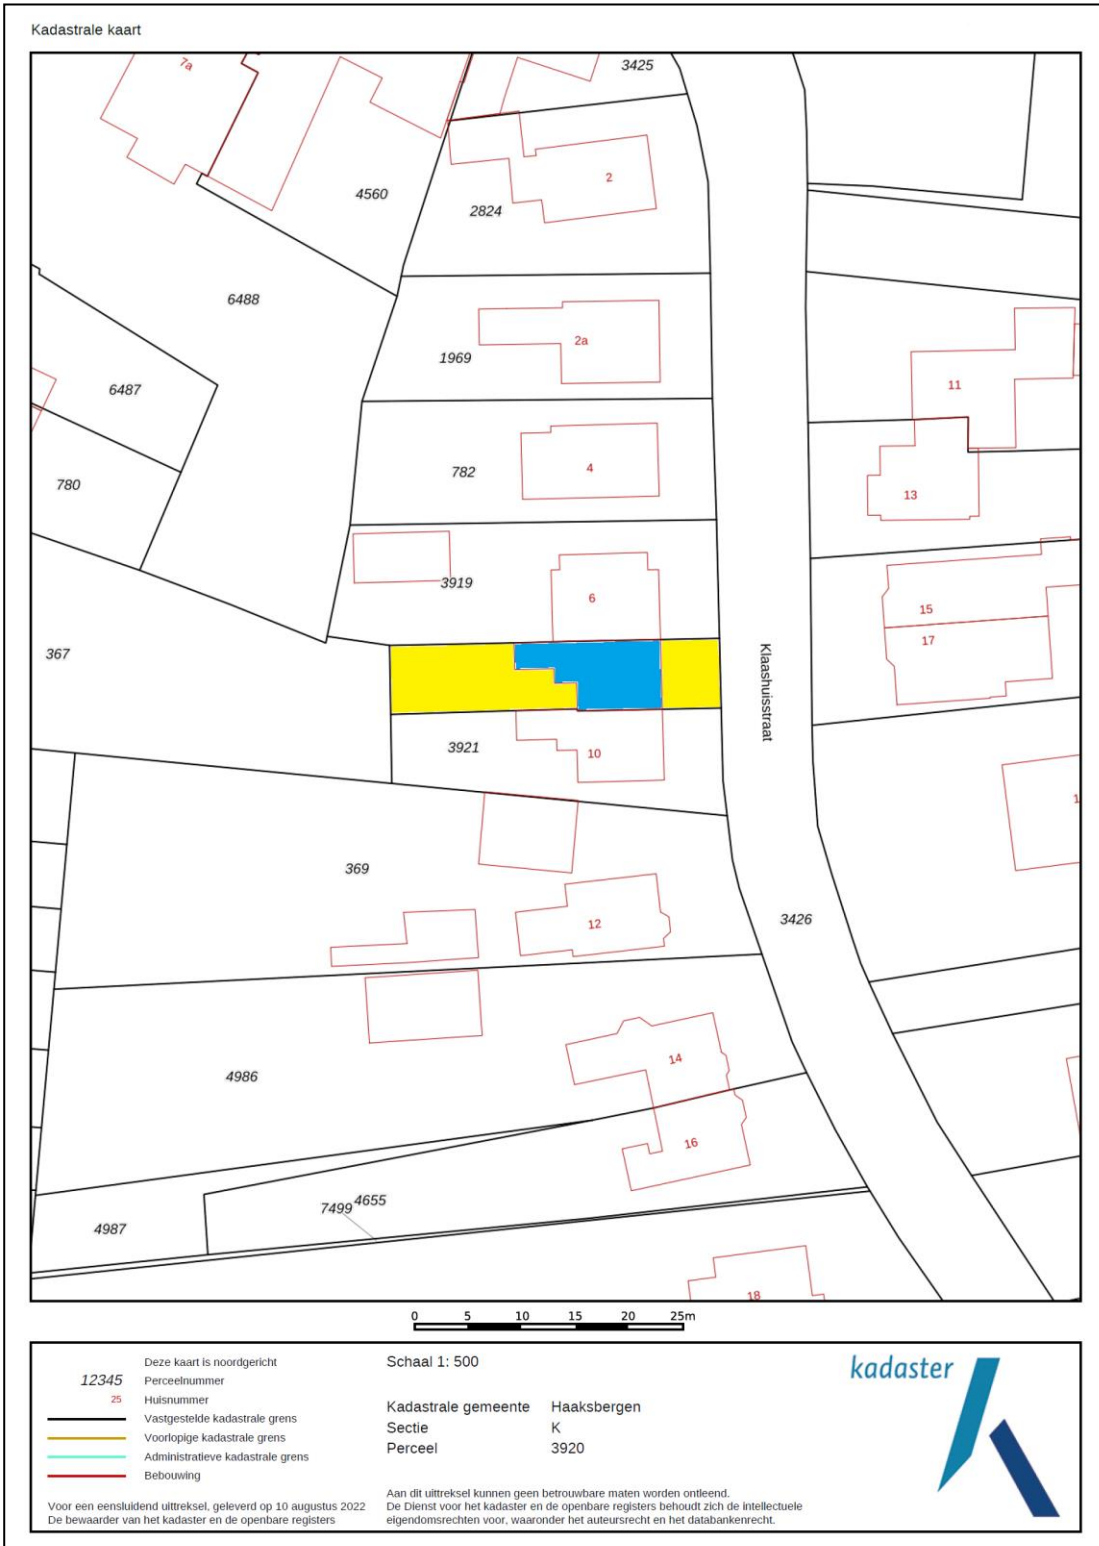 Kadastrale kaart
7a
3425
2
4560
2824
6488
2a
1969
6487
11
4
782
780
13
3919
6
15
367
17
Klaashuisstraat
3921
10
1
369
12
3426
14
4986
16
7499
4655
4987
18
0 5 10 15 20 25m
Deze kaart is noordgericht
12345 Perceelnummer
25 Huisnummer
Vastgestelde kadastrale grens
Voorlopige kadastrale grens
Administratieve kadastrale grens
Bebouwing
Voor een eensluidend uittreksel, geleverd op 10 augustus 2022
De bewaarder van het kadaster en de openbare registers
Schaal 1: 500
Kadastrale gemeente Haaksbergen
Sectie K
Perceel 3920
Aan dit uittreksel kunnen geen betrouwbare maten worden ontleend.
De Dienst voor het kadaster en de openbare registers behoudt zich de intellectuele
eigendomsrechten voor, waaronder het auteursrecht en het databankenrecht.
kadaster